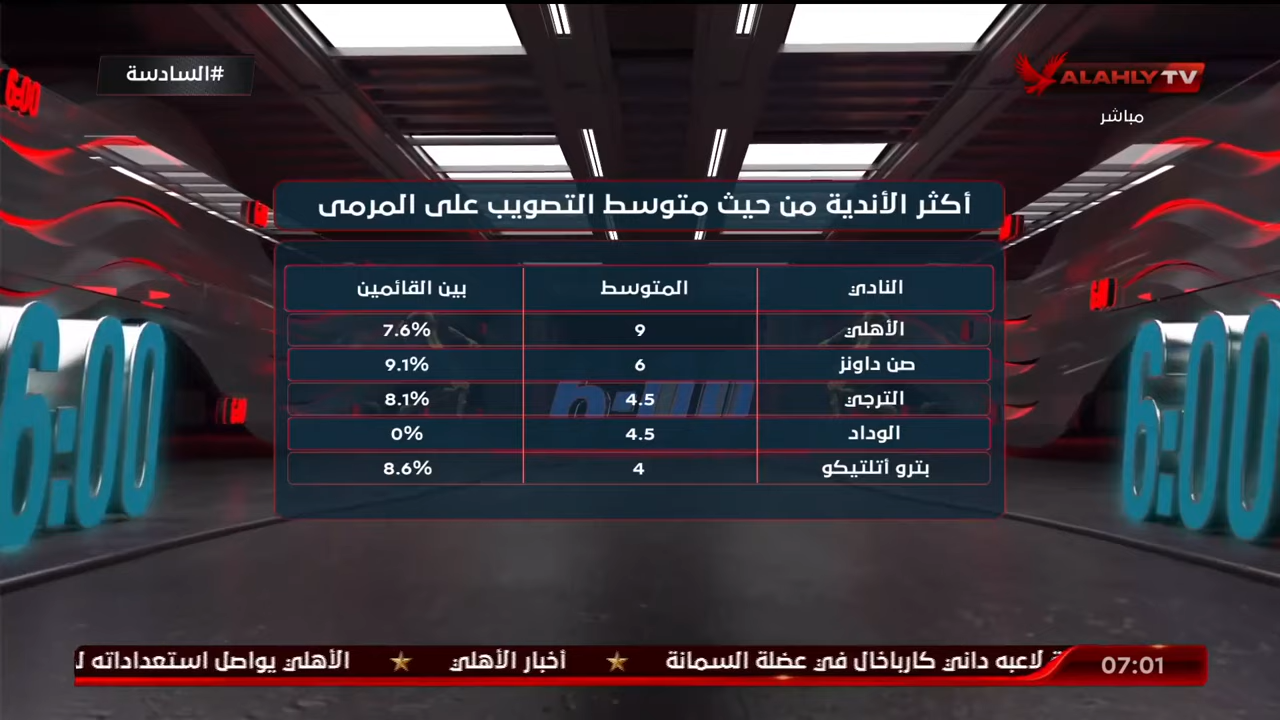 #السادسة
ALAHLY TV
مباشر
أكثر الأندية من حيث متوسط التصويب على المرمى
النادي المتوسط بين القائمين
الأهلي 9 7.6%
صن داونز 6 9.1%
الترجي 4.5 8.1%
الوداد 4.5 0%
بترو أتلتيكو 4 8.6%
6:00
6:00
6:00
07:01
لاعبه داني كارباخال في عضلة السمانة ★ أخبار الأهلي ★ الأهلي يواصل استعداداته